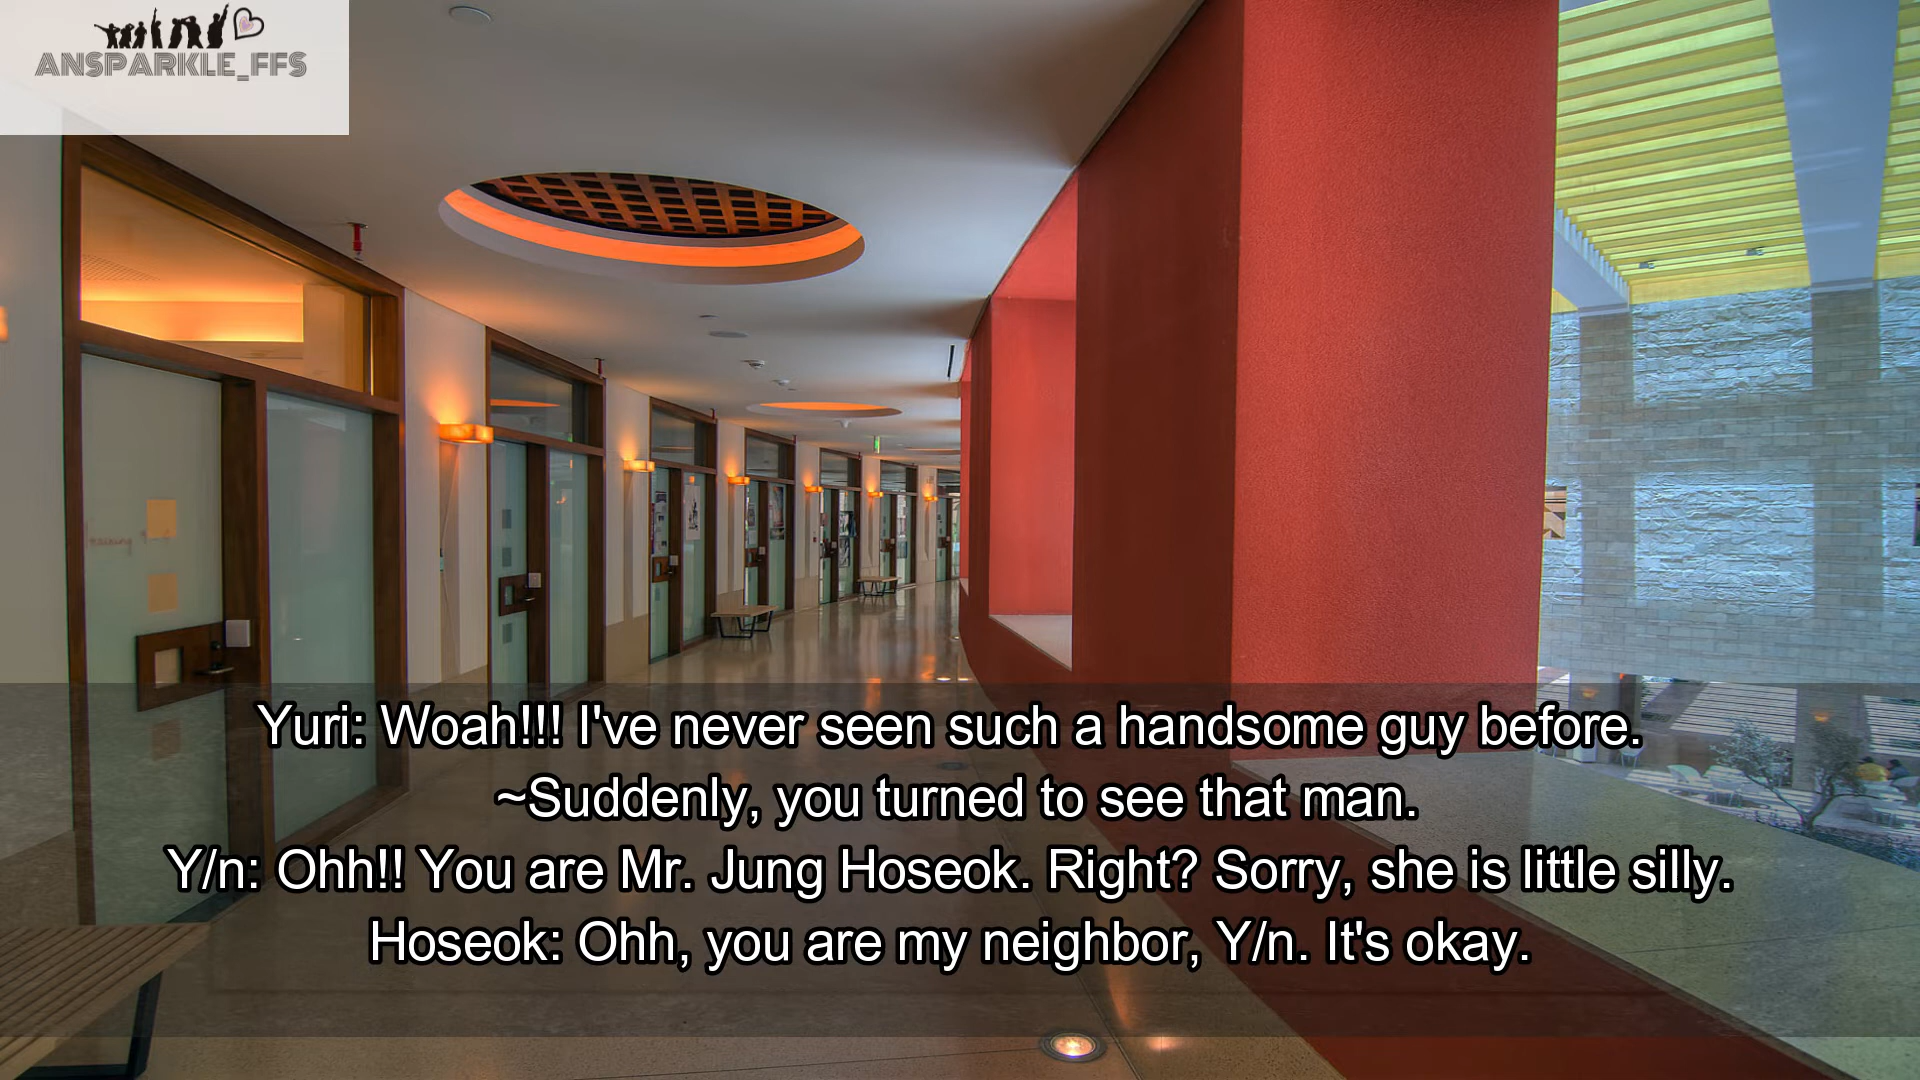 ANSPARKLE_FFS
Yuri: Woah!!! I've never seen such a handsome guy before.
~Suddenly, you turned to see that man.
Y/n: Ohh!! You are Mr. Jung Hoseok. Right? Sorry, she is little silly.
Hoseok: Ohh, you are my neighbor, Y/n. It's okay.